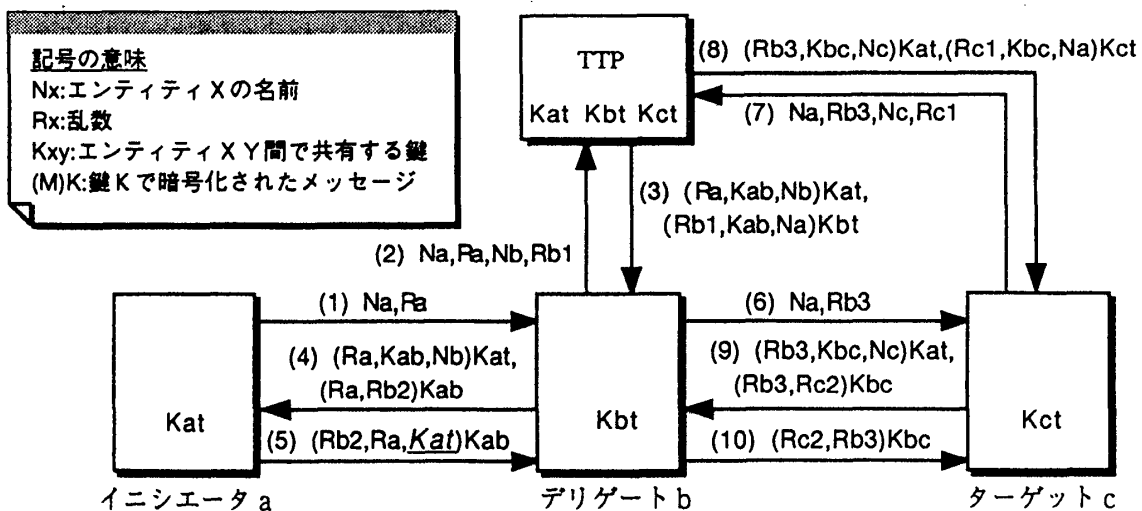 記号の意味
Nx:エンティティXの名前
Rx:乱数
Kxy:エンティティXY間で共有する鍵
(M)K:鍵Kで暗号化されたメッセージ
TTP
Kat Kbt Kct
(8) (Rb3,Kbc,Nc)Kat,(Rc1,Kbc,Na)Kct
(7) Na,Rb3,Nc,Rc1
(3) (Ra,Kab,Nb)Kat,
(Rb1,Kab,Na)Kbt
(2) Na,Ra,Nb,Rb1
(1) Na,Ra
(4) (Ra,Kab,Nb)Kat,
(Ra,Rb2)Kab
(5) (Rb2,Ra,Kat)Kab
(6) Na,Rb3
(9) (Rb3,Kbc,Nc)Kat,
(Rb3,Rc2)Kbc
(10) (Rc2,Rb3)Kbc
Kat
Kbt
Kct
イニシエータa
デリゲートb
ターゲットc